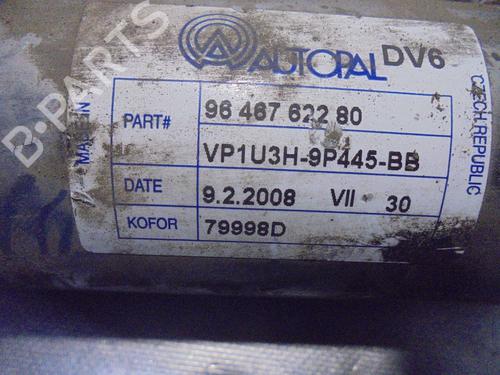 AUTOPAL DV6
MADE IN
CZECH REPUBLIC
PART# 96 467 622 80
VP1U3H-9P445-BB
DATE 9.2.2008 VII 30
KOFOR 79998D
B-PARTS